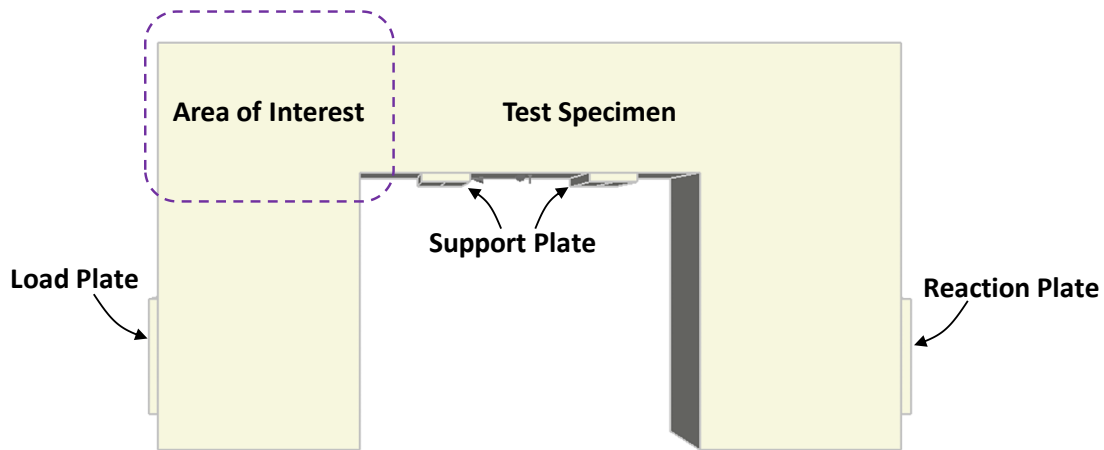 Area of Interest
Test Specimen
Support Plate
Load Plate
Reaction Plate